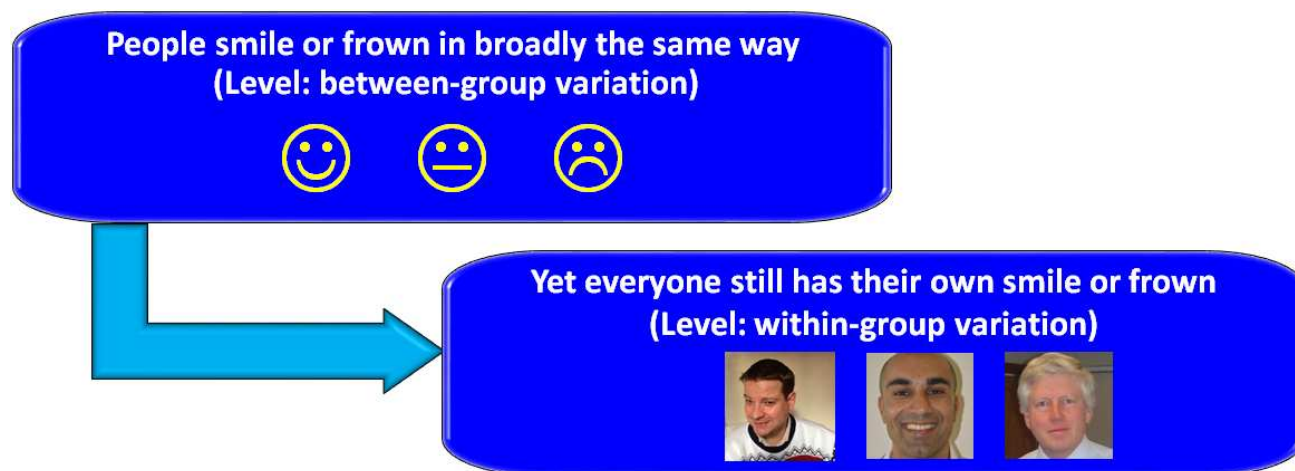 People smile or frown in broadly the same way
(Level: between-group variation)
Yet everyone still has their own smile or frown
(Level: within-group variation)